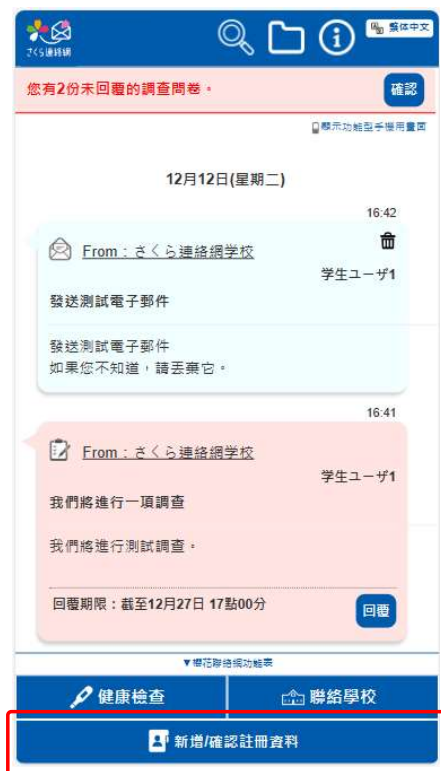 さくら連絡網
繁体中文
您有2份未回覆的調查問卷。
確認
顯示功能型手機用畫面
12月12日(星期二)
16:42
From：さくら連絡網学校
学生ユーザ1
發送測試電子郵件
發送測試電子郵件
如果您不知道，請丟棄它。
16:41
From：さくら連絡網学校
学生ユーザ1
我們將進行一項調查
我們將進行測試調查。
回覆期限：截至12月27日 17點00分
回覆
▼櫻花聯絡網功能表
健康檢查
聯絡學校
新增/確認註冊資料